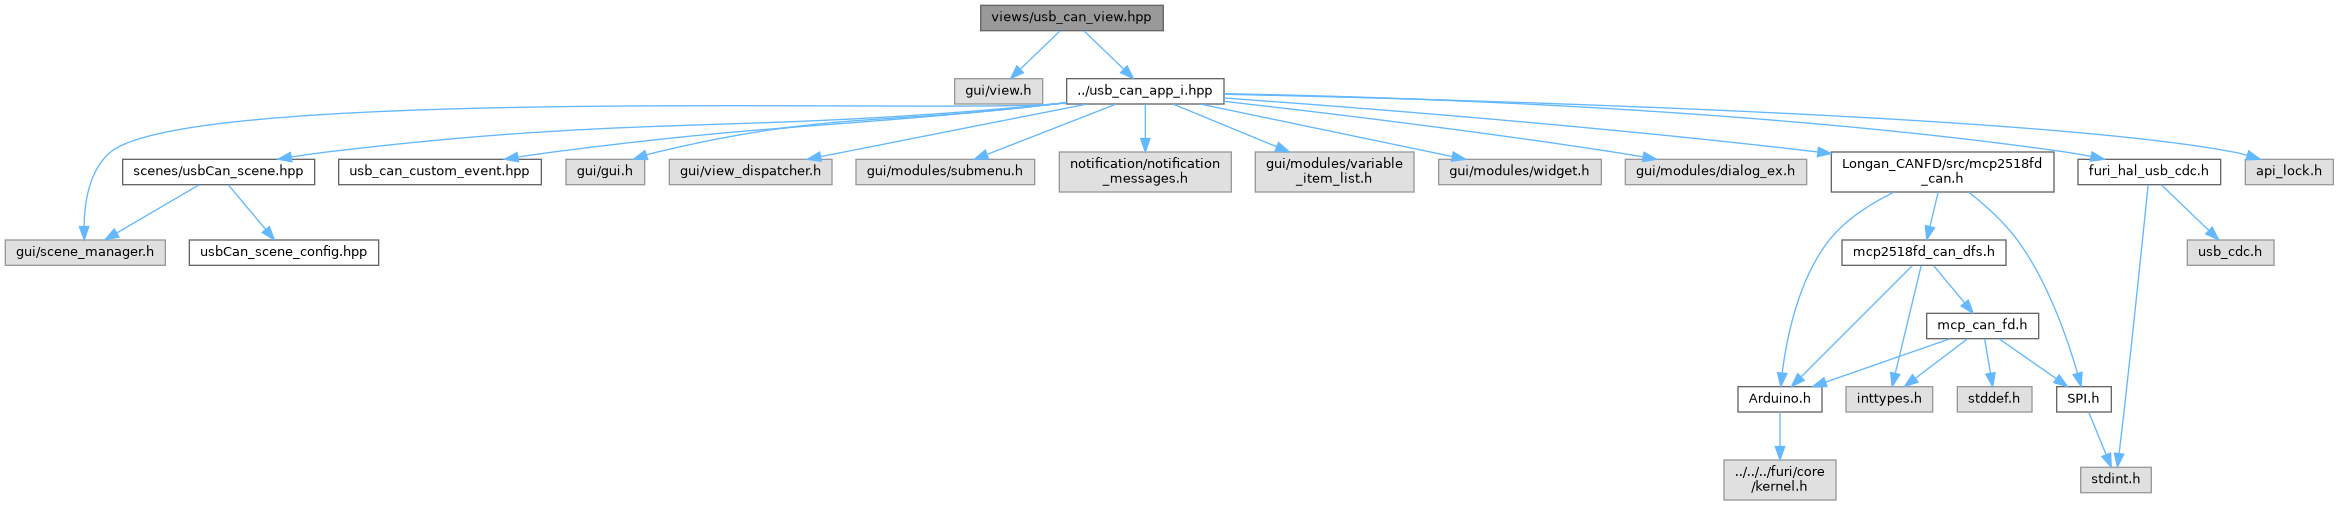 views/usb_can_view.hpp
gui/view.h
../usb_can_app_i.hpp
scenes/usbCan_scene.hpp
usb_can_custom_event.hpp
gui/gui.h
gui/view_dispatcher.h
gui/modules/submenu.h
notification/notification
_messages.h
gui/modules/variable
_item_list.h
gui/modules/widget.h
gui/modules/dialog_ex.h
Longan_CANFD/src/mcp2518fd
_can.h
furi_hal_usb_cdc.h
api_lock.h
gui/scene_manager.h
usbCan_scene_config.hpp
mcp2518fd_can_dfs.h
usb_cdc.h
mcp_can_fd.h
Arduino.h
inttypes.h
stddef.h
SPI.h
../../../furi/core
/kernel.h
stdint.h